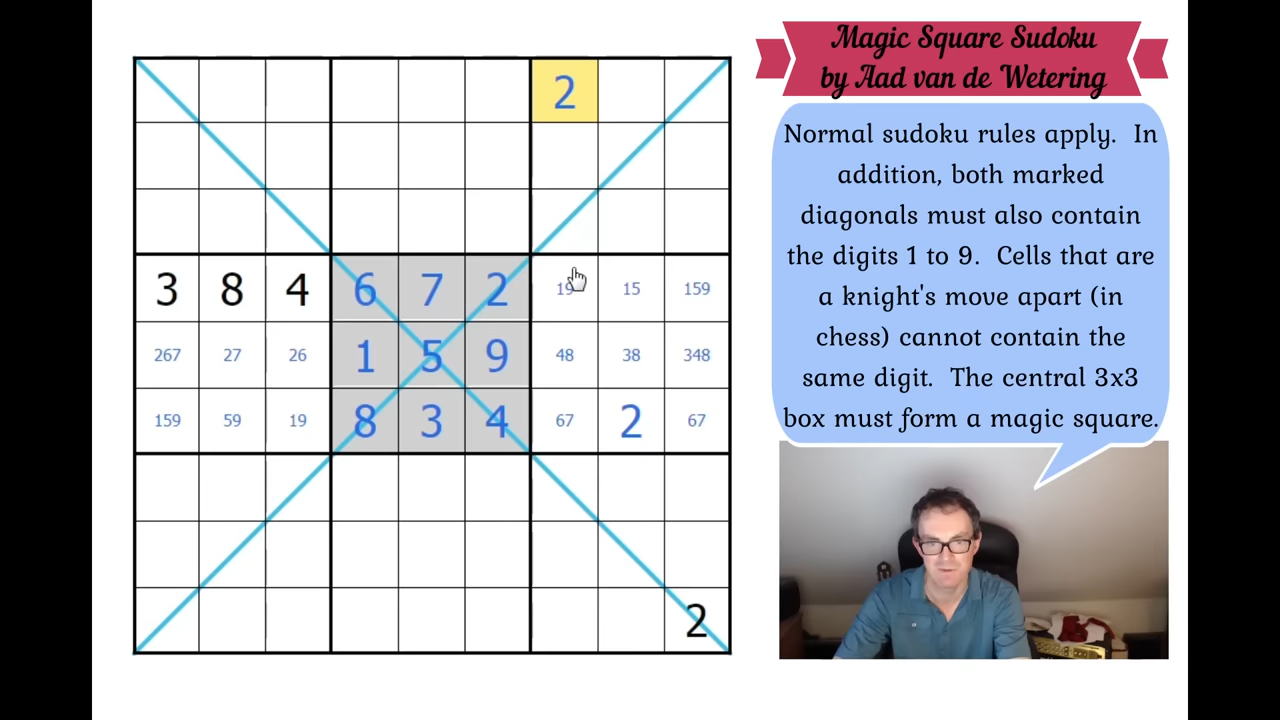 Magic Square Sudoku
by Aad van de Wetering
Normal sudoku rules apply. In
addition, both marked
diagonals must also contain
the digits 1 to 9. Cells that are
a knight's move apart (in
chess) cannot contain the
same digit. The central 3x3
box must form a magic square.
2
3 8 4 6 7 2 19 15 159
267 27 26 1 5 9 48 38 348
159 59 19 8 3 4 67 2 67
2